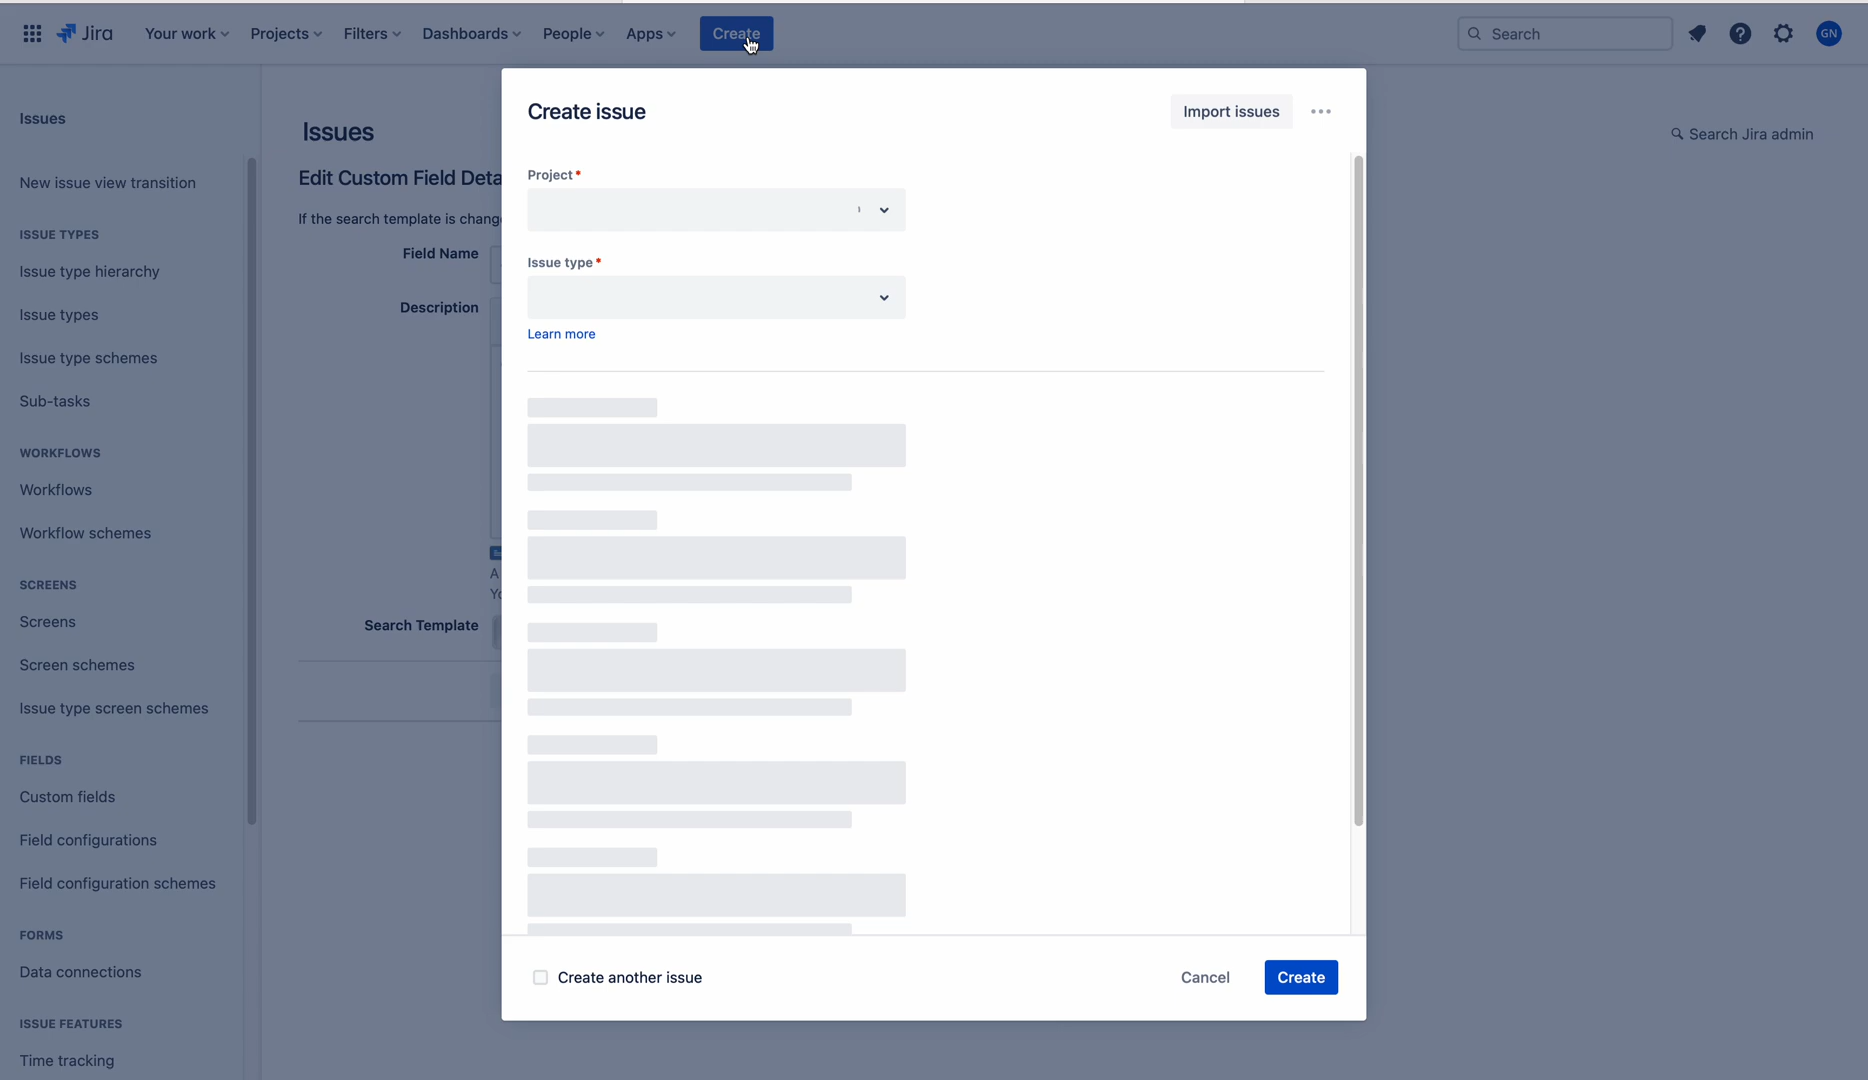 Jira
Your work
Projects
Filters
Dashboards
People
Apps
Create
Search
GN
Issues
New issue view transition
ISSUE TYPES
Issue type hierarchy
Issue types
Issue type schemes
Sub-tasks
WORKFLOWS
Workflows
Workflow schemes
SCREENS
Screens
Screen schemes
Issue type screen schemes
FIELDS
Custom fields
Field configurations
Field configuration schemes
FORMS
Data connections
ISSUE FEATURES
Time tracking
Issues
Search Jira admin
Edit Custom Field Deta
If the search template is chang
Field Name
Description
A
Search Template
Create issue
Import issues
Project*
Issue type*
Learn more
Create another issue
Cancel
Create